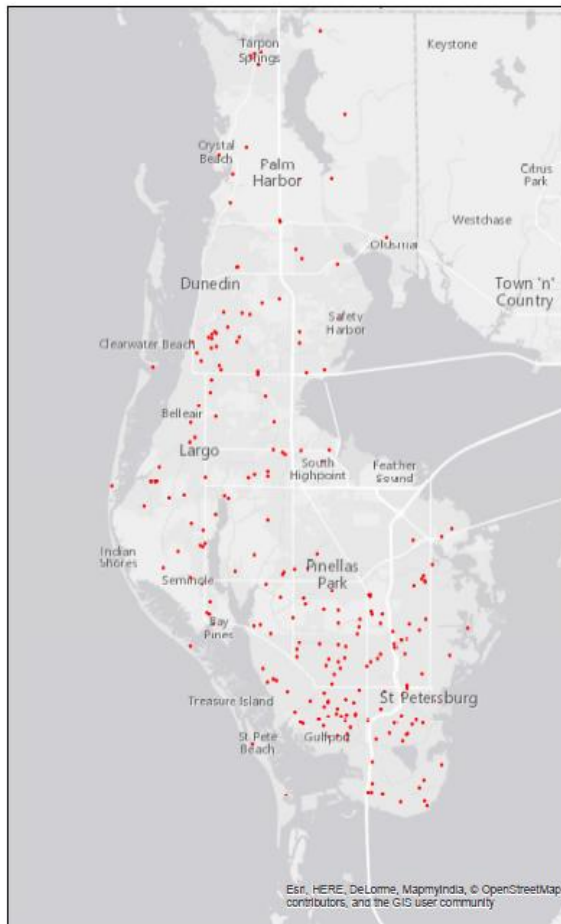 Tarpon
Springs
Keystone
Crystal
Beach
Palm
Harbor
Citrus
Park
Westchase
Oldsmar
Dunedin
Town 'n'
Country
Safety
Harbor
Clearwater Beach
Belleair
Largo
South
Highpoint
Feather
Sound
Indian
Shores
Pinellas
Park
Seminole
Bay
Pines
Treasure Island
St Petersburg
St Pete
Beach
Gulfport
Esri, HERE, DeLorme, MapmyIndia, © OpenStreetMap
contributors, and the GIS user community